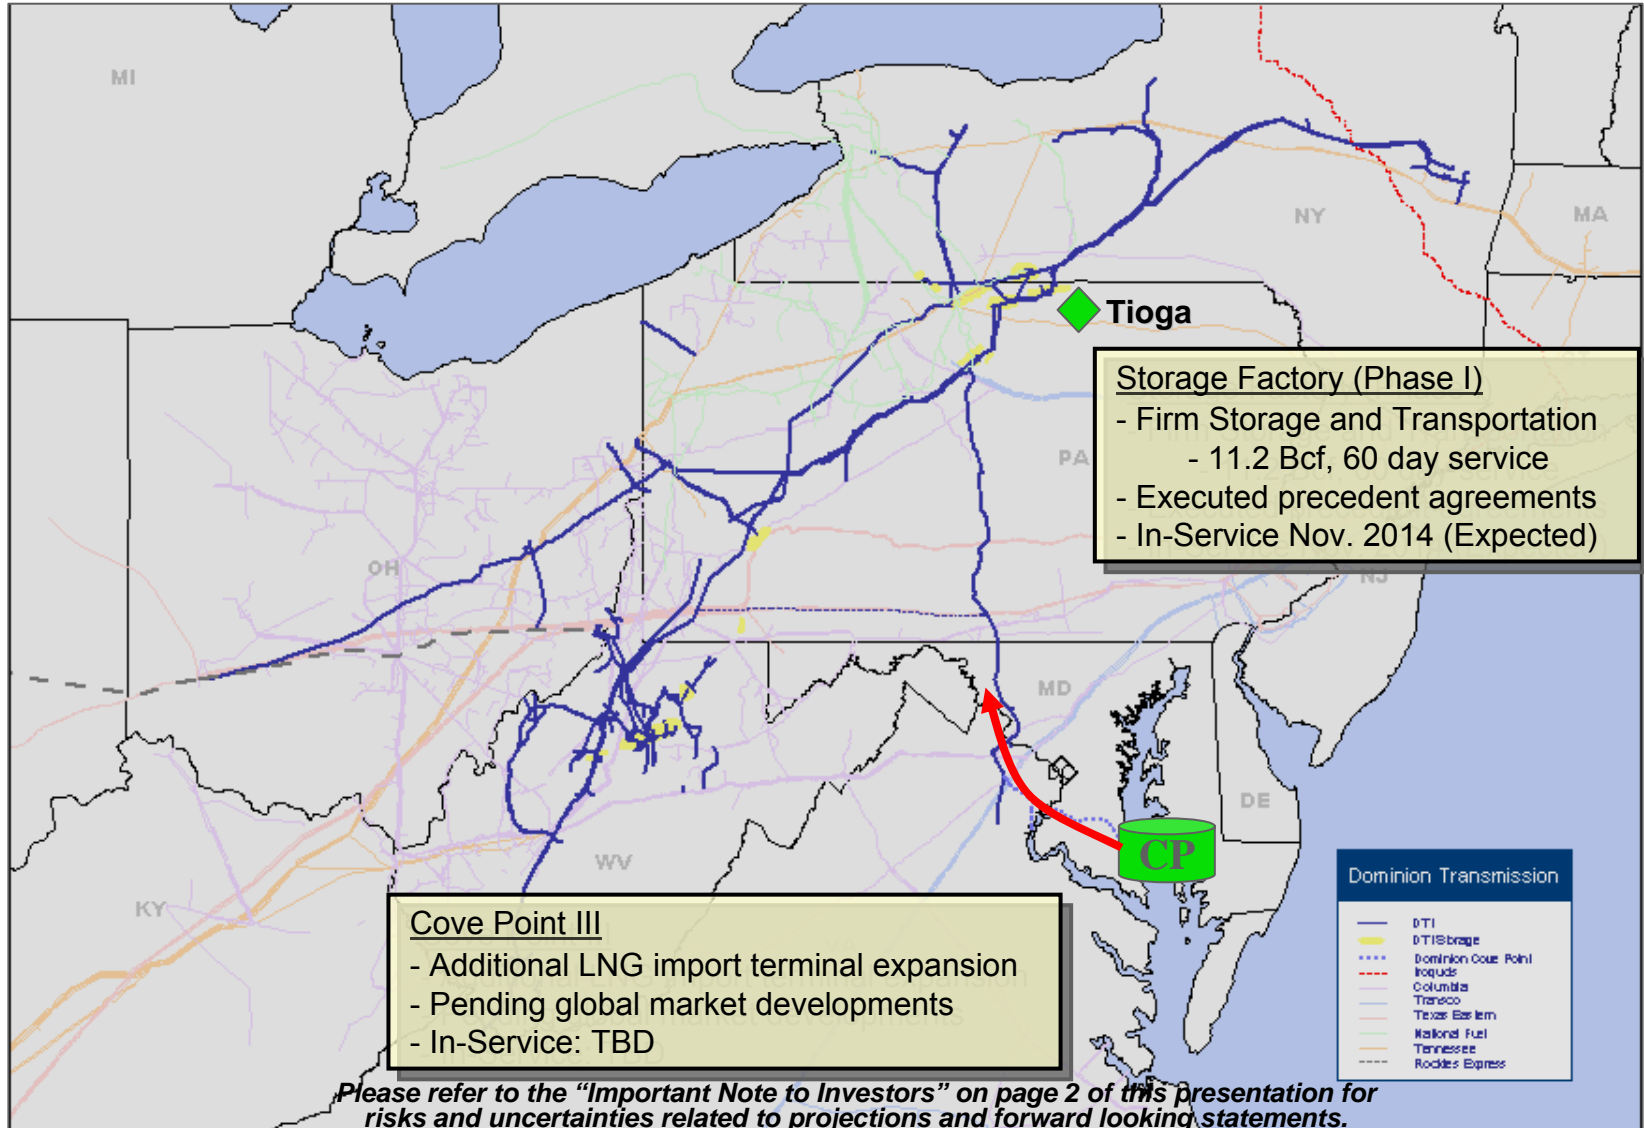 MI
NY
MA
Tioga
Storage Factory (Phase I)
- Firm Storage and Transportation
- 11.2 Bcf, 60 day service
- Executed precedent agreements
- In-Service Nov. 2014 (Expected)
PA
OH
NJ
MD
DE
CP
WV
KY
Cove Point III
- Additional LNG import terminal expansion
- Pending global market developments
- In-Service: TBD
Dominion Transmission
DTI
DTI Storage
Dominion Cove Point
Iroquois
Columbia
Transco
Texas Eastern
National Fuel
Tennessee
Rockies Express
Please refer to the “Important Note to Investors” on page 2 of this presentation for
risks and uncertainties related to projections and forward looking statements.